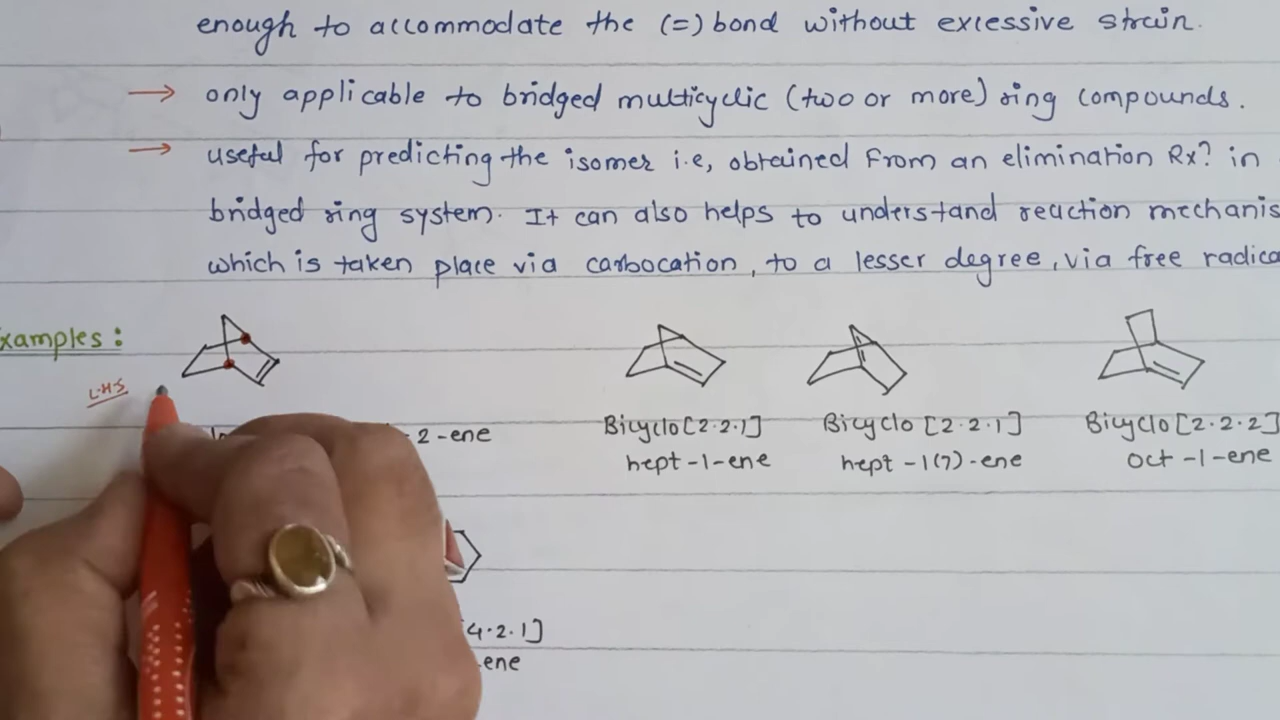 enough to accommodate the (=) bond without excessive strain.
→ only applicable to bridged multicyclic (two or more) ring compounds.
→ useful for predicting the isomer i.e, obtained From an elimination Rx? in
bridged ring system. It can also helps to understand reaction mechanis
which is taken place via carbocation, to a lesser degree, via free radica
xamples:
L.H.S
2-ene
Bicyclo[2.2.1]
hept-1-ene
Bicyclo [2.2.1]
hept-1(7)-ene
Bicyclo[2.2.2]
oct-1-ene
4.2.1]
ene